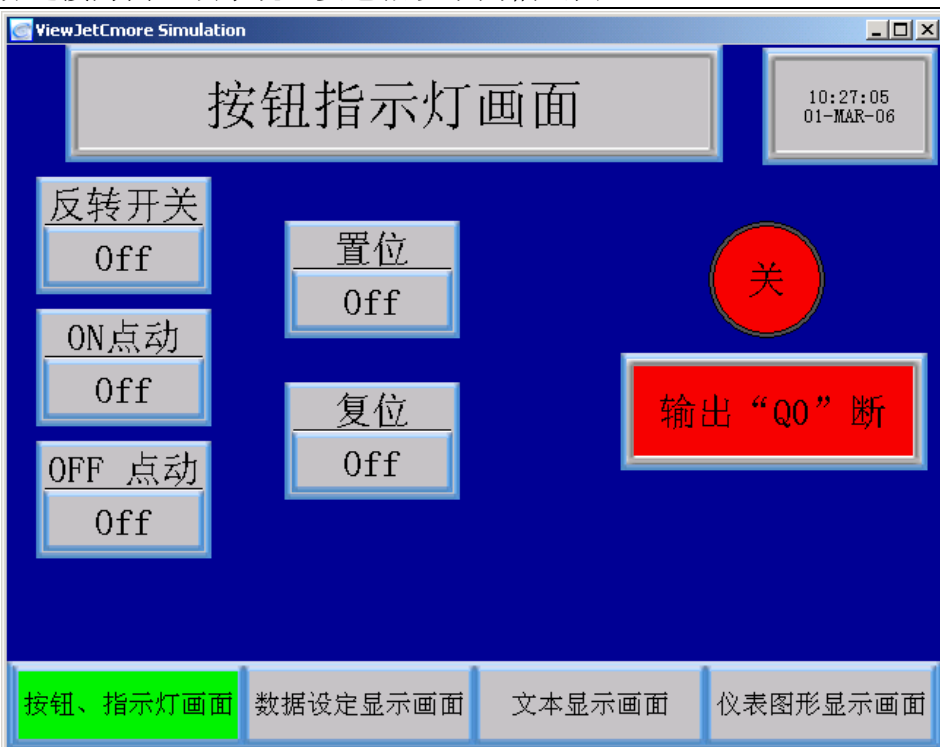 ViewJetCmore Simulation
按钮指示灯画面
10:27:05
01-MAR-06
反转开关
Off
置位
Off
关
ON点动
Off
输出“Q0”断
复位
Off
OFF 点动
Off
按钮、指示灯画面
数据设定显示画面
文本显示画面
仪表图形显示画面